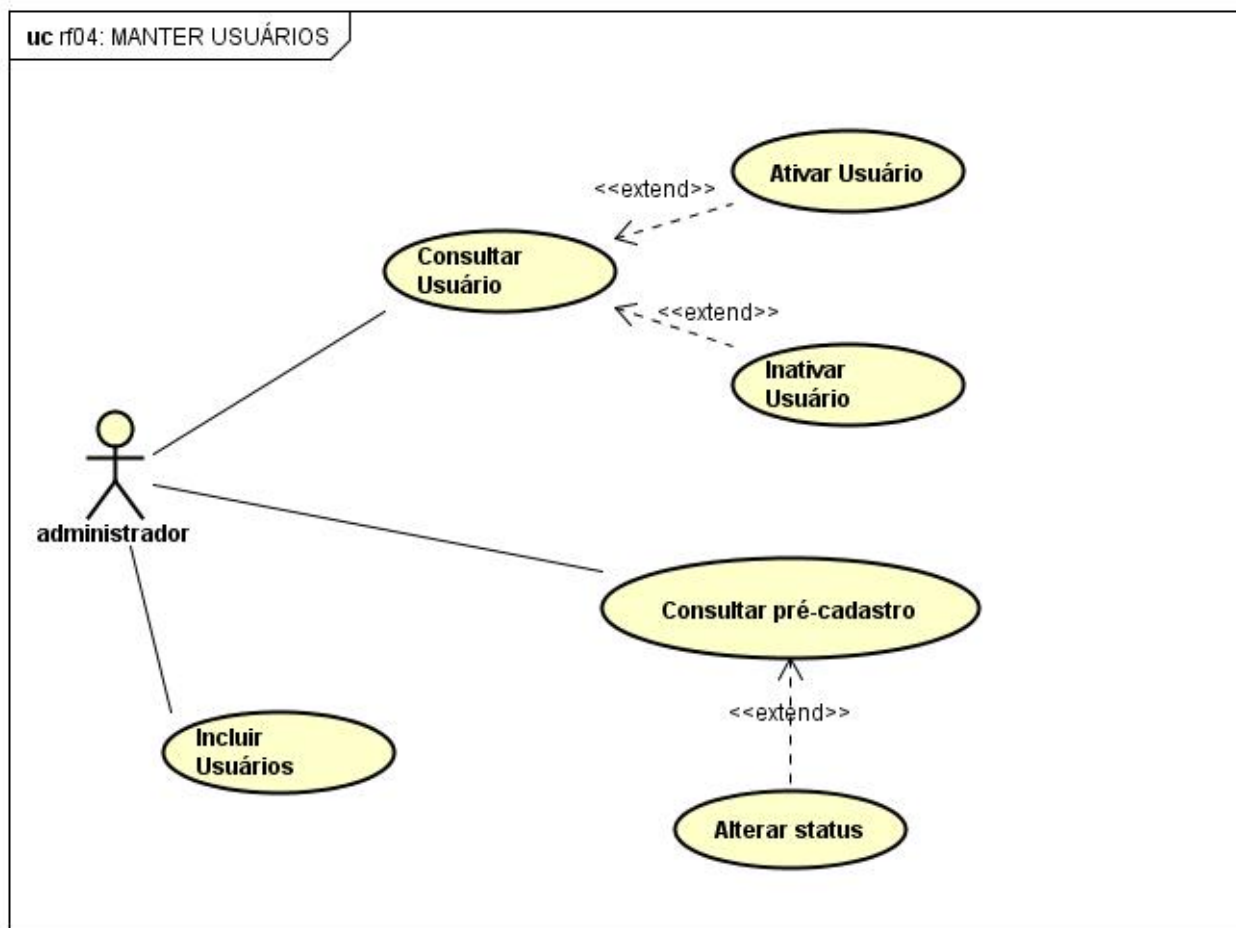 uc rf04: MANTER USUÁRIOS
Ativar Usuário
<<extend>>
Consultar
Usuário
<<extend>>
Inativar
Usuário
administrador
Consultar pré-cadastro
<<extend>>
Incluir
Usuários
Alterar status